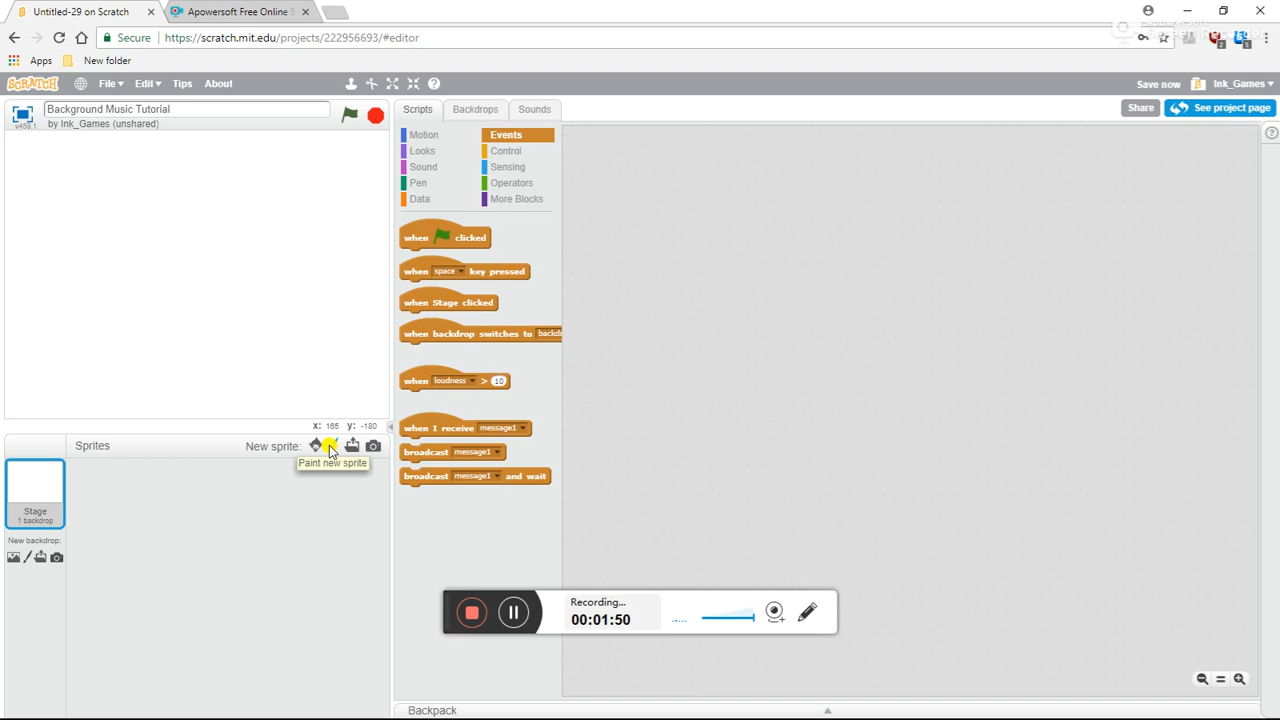 Untitled-29 on Scratch
Apowersoft Free Online S
Secure https://scratch.mit.edu/projects/222956693/#editor
Apps New folder
SCRATCH File Edit Tips About Save now Ink_Games
Background Music Tutorial
by Ink_Games (unshared)
v459.1
Scripts Backdrops Sounds Share See project page
Motion Events
Looks Control
Sound Sensing
Pen Operators
Data More Blocks
when clicked
when space key pressed
when Stage clicked
when backdrop switches to backdr
when loudness > 10
when I receive message1
broadcast message1
broadcast message1 and wait
x: 165 y: -180
Sprites New sprite:
Paint new sprite
Stage
1 backdrop
New backdrop:
Recording...
00:01:50
Backpack